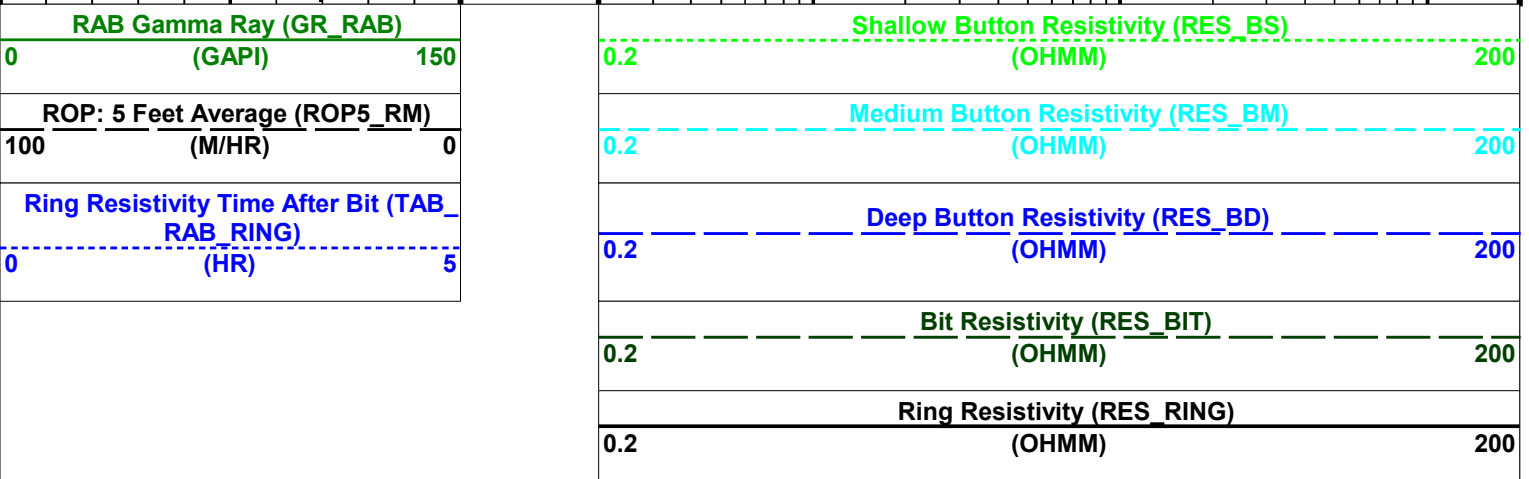 RAB Gamma Ray (GR_RAB)
0 (GAPI) 150
ROP: 5 Feet Average (ROP5_RM)
100 (M/HR) 0
Ring Resistivity Time After Bit (TAB_
RAB_RING)
0 (HR) 5
Shallow Button Resistivity (RES_BS)
0.2 (OHMM) 200
Medium Button Resistivity (RES_BM)
0.2 (OHMM) 200
Deep Button Resistivity (RES_BD)
0.2 (OHMM) 200
Bit Resistivity (RES_BIT)
0.2 (OHMM) 200
Ring Resistivity (RES_RING)
0.2 (OHMM) 200